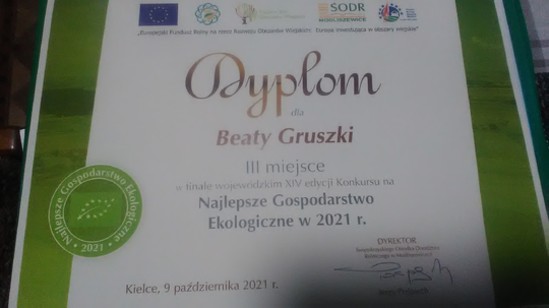 ŚODR
"Europejski Fundusz Rolny na rzecz Rozwoju Obszarów Wiejskich: Europa inwestująca w obszary wiejskie"
Dyplom
dla
Beaty Gruszki
III miejsce
w finale wojewódzkim XIV edycji Konkursu na
Najlepsze Gospodarstwo
Ekologiczne w 2021 r.
Najlepsze Gospodarstwo Ekologiczne
2021
DYREKTOR
Kielce, 9 października 2021 r.